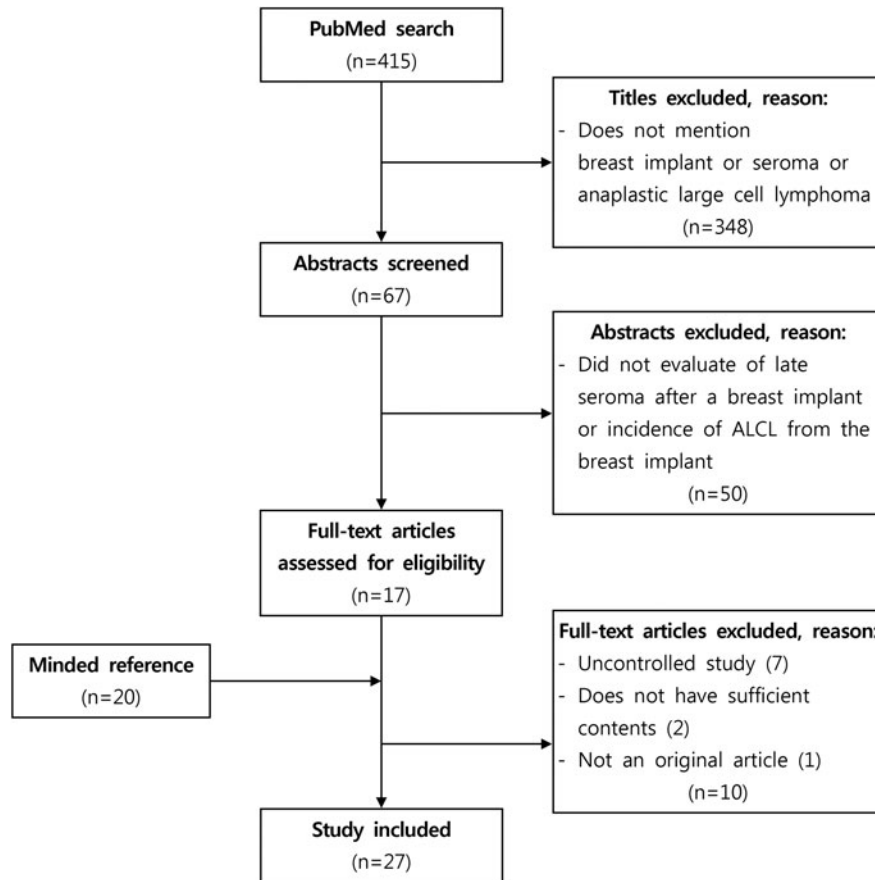 PubMed search
(n=415)
Titles excluded, reason:
- Does not mention
breast implant or seroma or
anaplastic large cell lymphoma
(n=348)
Abstracts screened
(n=67)
Abstracts excluded, reason:
- Did not evaluate of late
seroma after a breast implant
or incidence of ALCL from the
breast implant
(n=50)
Full-text articles
assessed for eligibility
(n=17)
Minded reference
(n=20)
Full-text articles excluded, reason:
- Uncontrolled study (7)
- Does not have sufficient
contents (2)
- Not an original article (1)
(n=10)
Study included
(n=27)